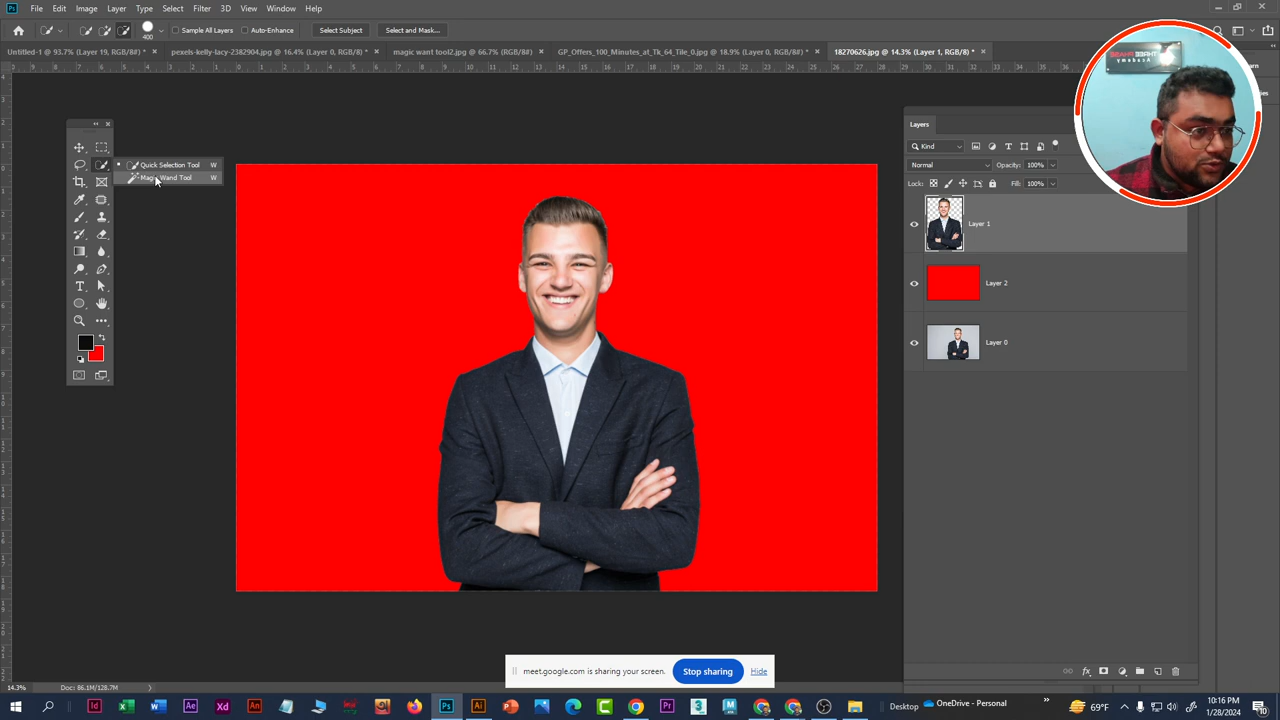 File Edit Image Layer Type Select Filter 3D View Window Help
400 Sample All Layers Auto-Enhance Select Subject Select and Mask...
Untitled-1 @ 93.7% (Layer 19, RGB/8#) * × pexels-kelly-lacy-2382904.jpg @ 16.4% (Layer 0, RGB/8) * × magic want tool2.jpg @ 66.7% (RGB/8#) × GP_Offers_100_Minutes_at_Tk_64_Tile_0.jpg @ 18.9% (Layer 0, RGB/8#) * × 18270626.jpg @ 14.3% (Layer 1, RGB/8) * ×
Quick Selection Tool W
Magic Wand Tool W
Layers
Kind
Normal Opacity: 100%
Lock: Fill: 100%
Layer 1
Layer 2
Layer 0
THREE PHASE
Academy
meet.google.com is sharing your screen. Stop sharing Hide
14.3% Doc: 86.1M/128.7M
Desktop OneDrive - Personal 69°F 10:16 PM
1/28/2024